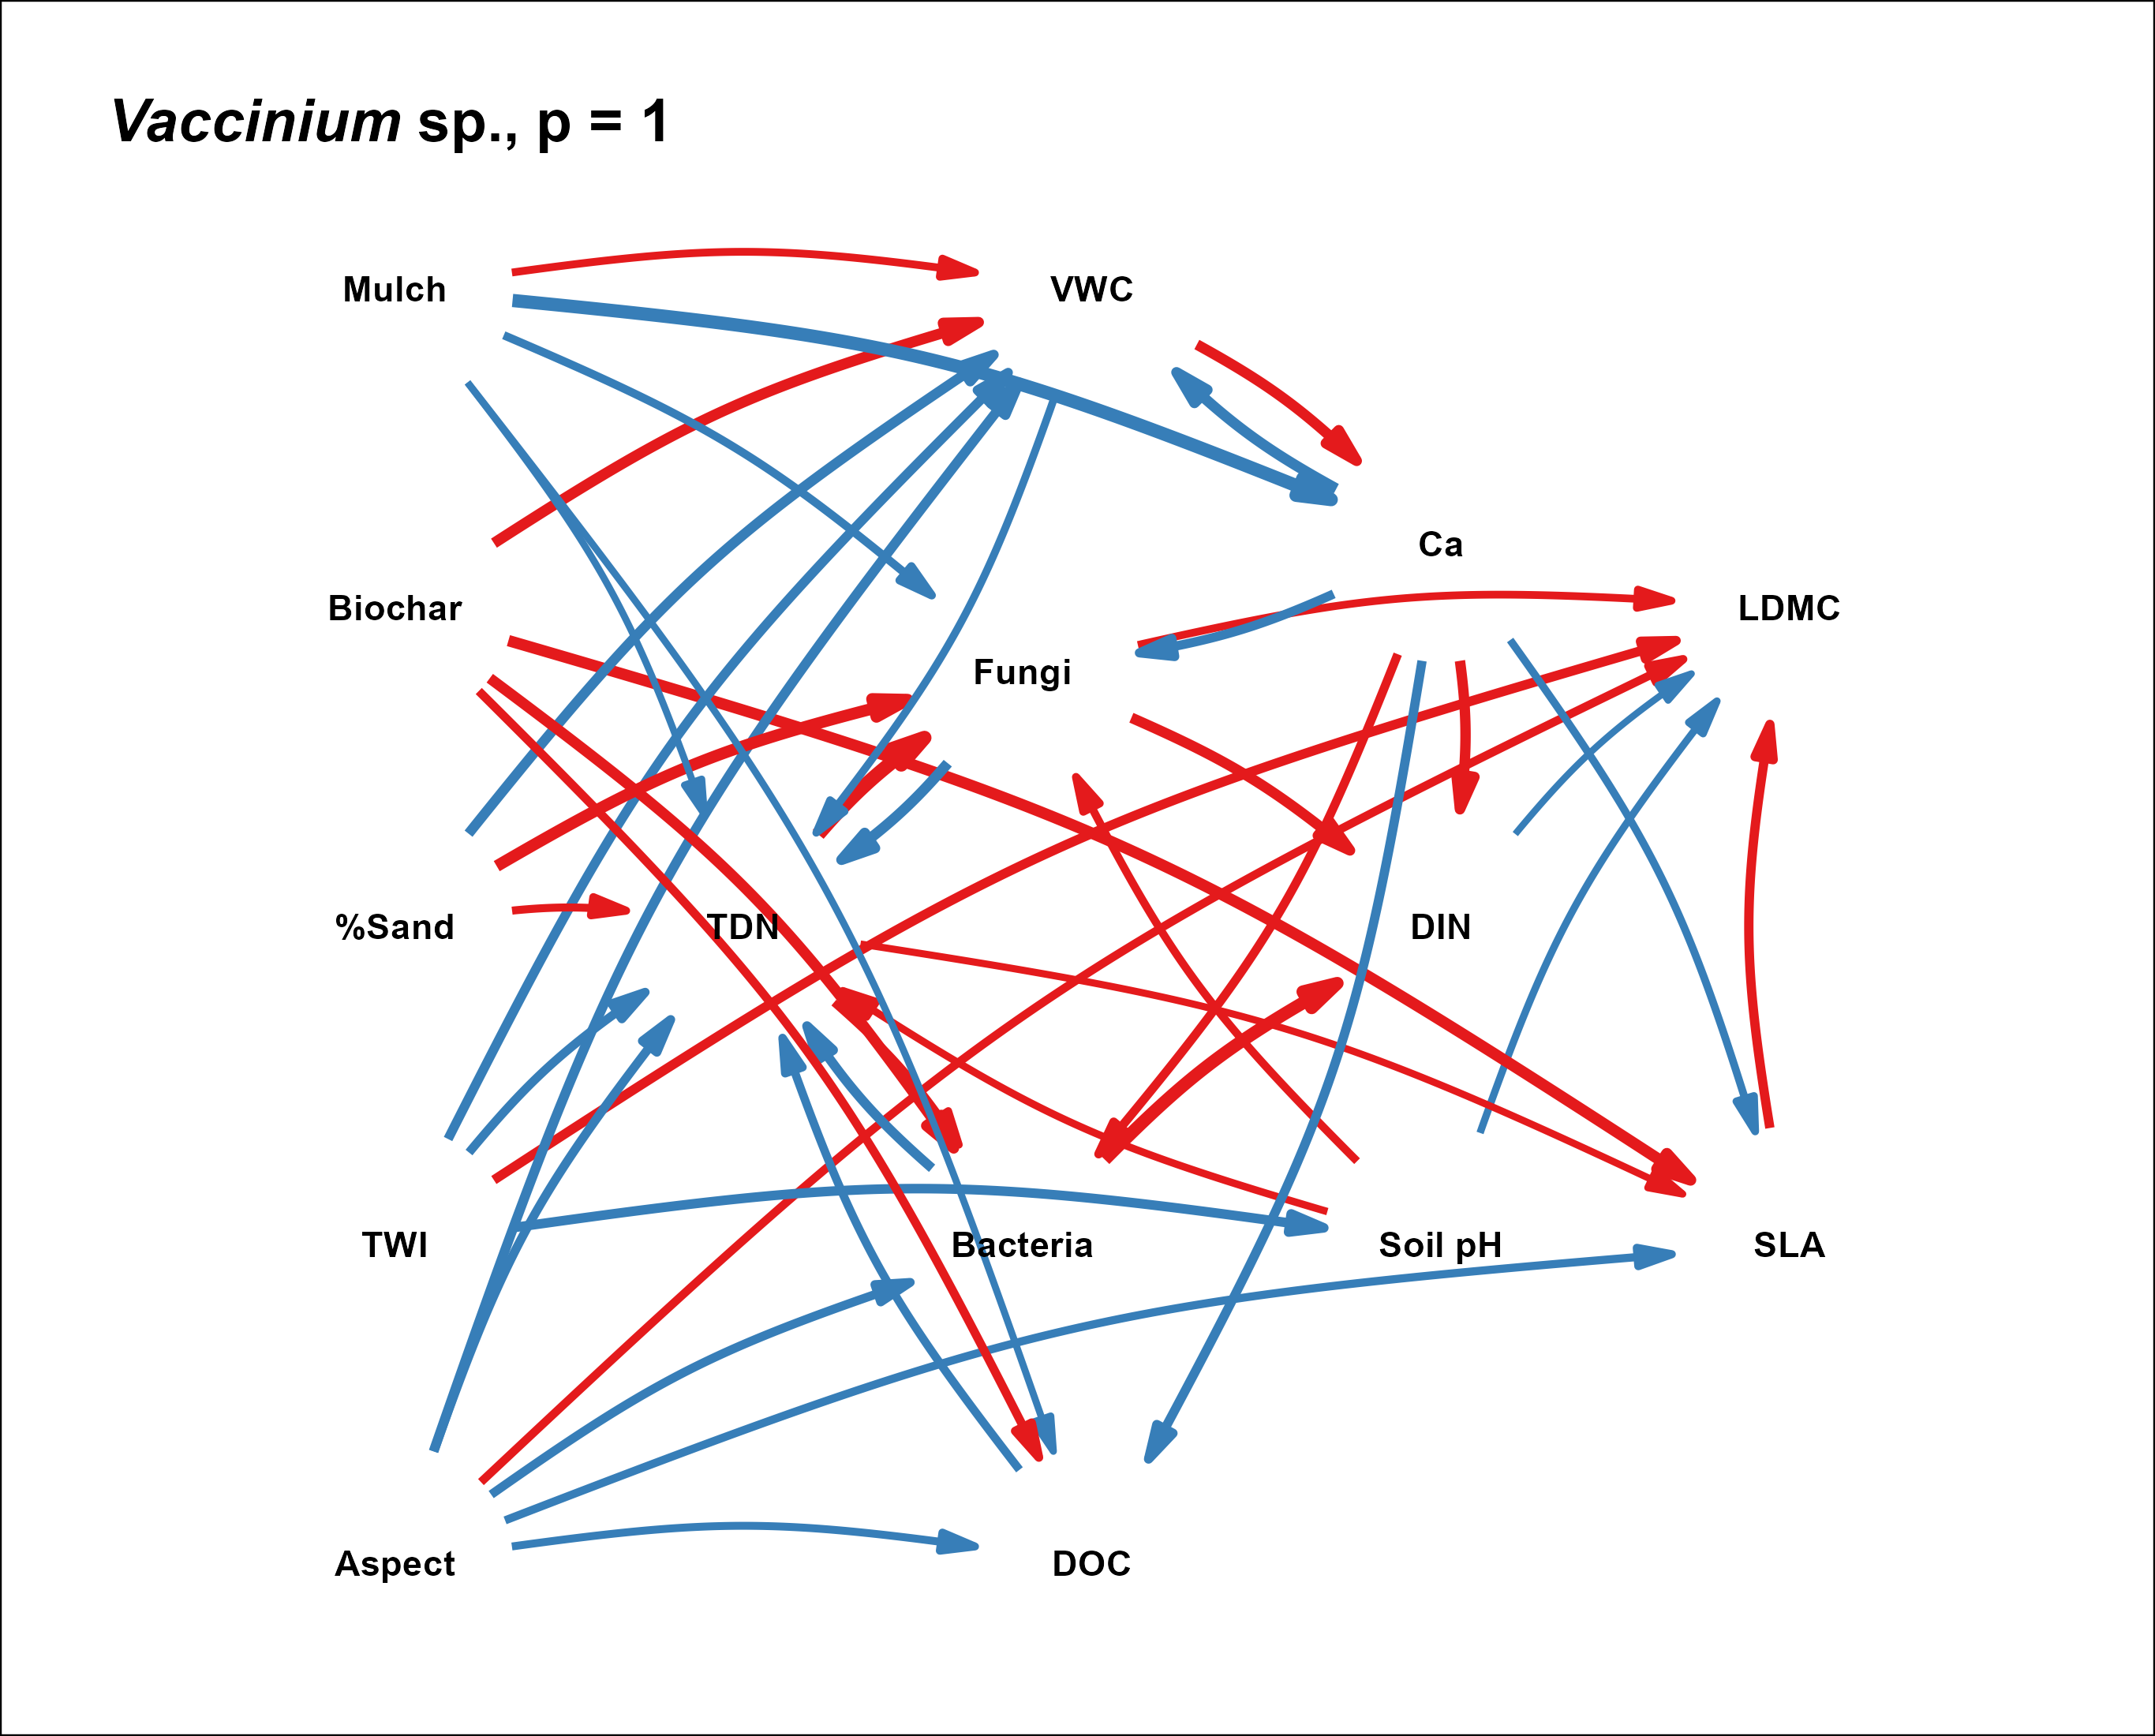 Vaccinium sp., p = 1
Mulch
VWC
Ca
Biochar
LDMC
Fungi
%Sand
TDN
DIN
TWI
Bacteria
Soil pH
SLA
Aspect
DOC